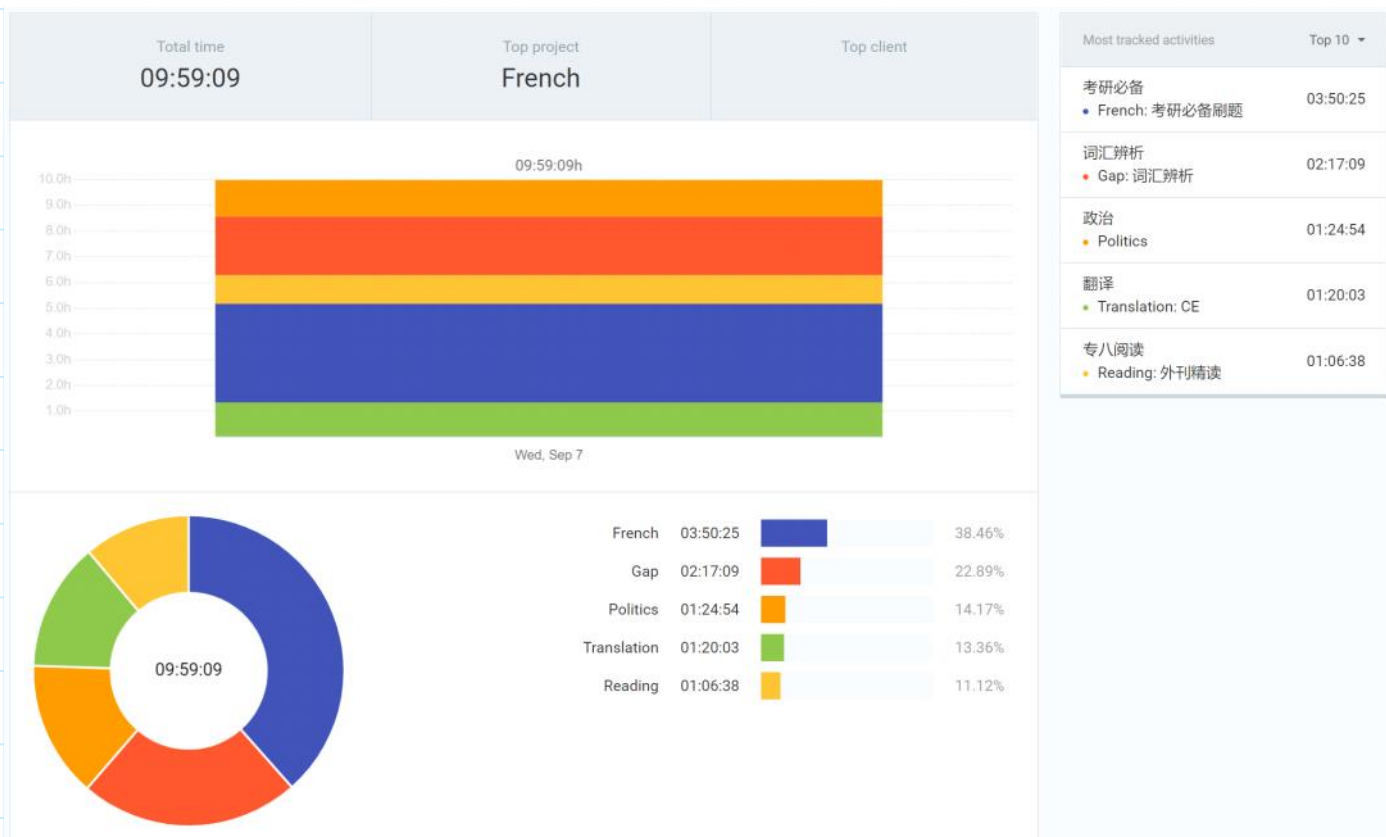 Total time
09:59:09
Top project
French
Top client
09:59:09h
10.0h
9.0h
8.0h
7.0h
6.0h
5.0h
4.0h
3.0h
2.0h
1.0h
Wed, Sep 7
09:59:09
French 03:50:25 38.46%
Gap 02:17:09 22.89%
Politics 01:24:54 14.17%
Translation 01:20:03 13.36%
Reading 01:06:38 11.12%
Most tracked activities Top 10
考研必备
French: 考研必备刷题 03:50:25
词汇辨析
Gap: 词汇辨析 02:17:09
政治
Politics 01:24:54
翻译
Translation: CE 01:20:03
专八阅读
Reading: 外刊精读 01:06:38